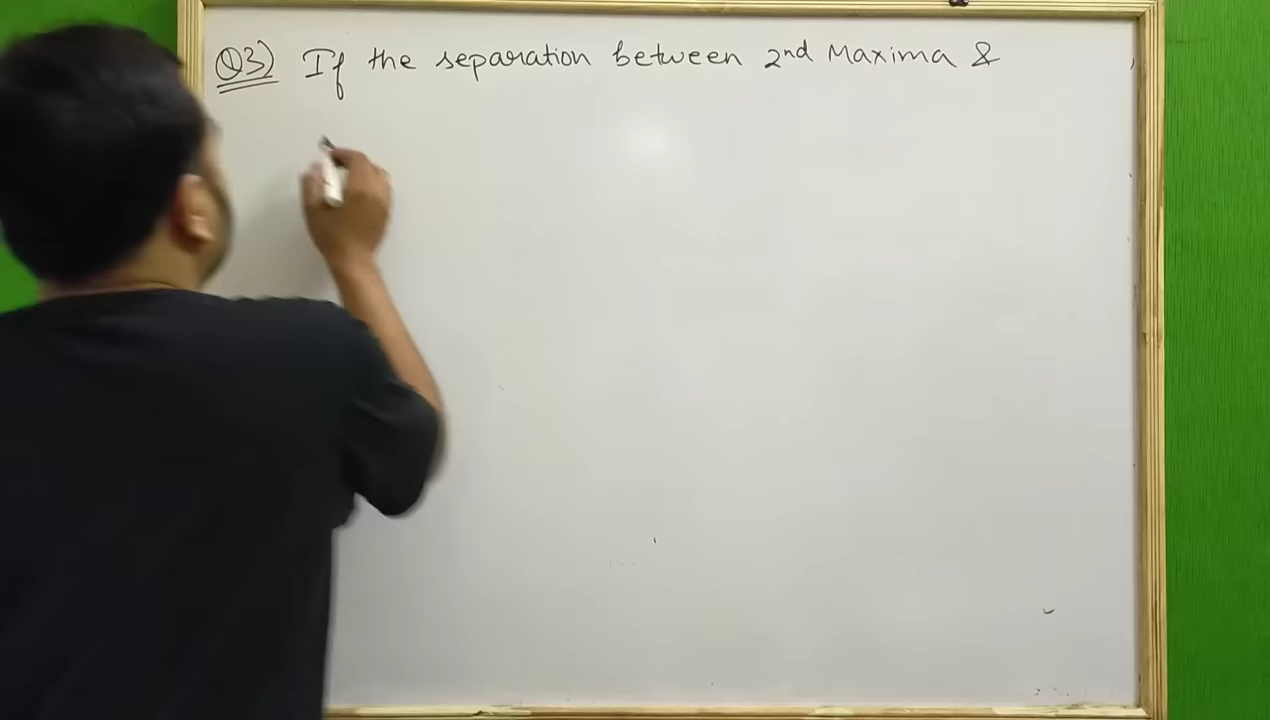 Q3) If the separation between 2nd Maxima &